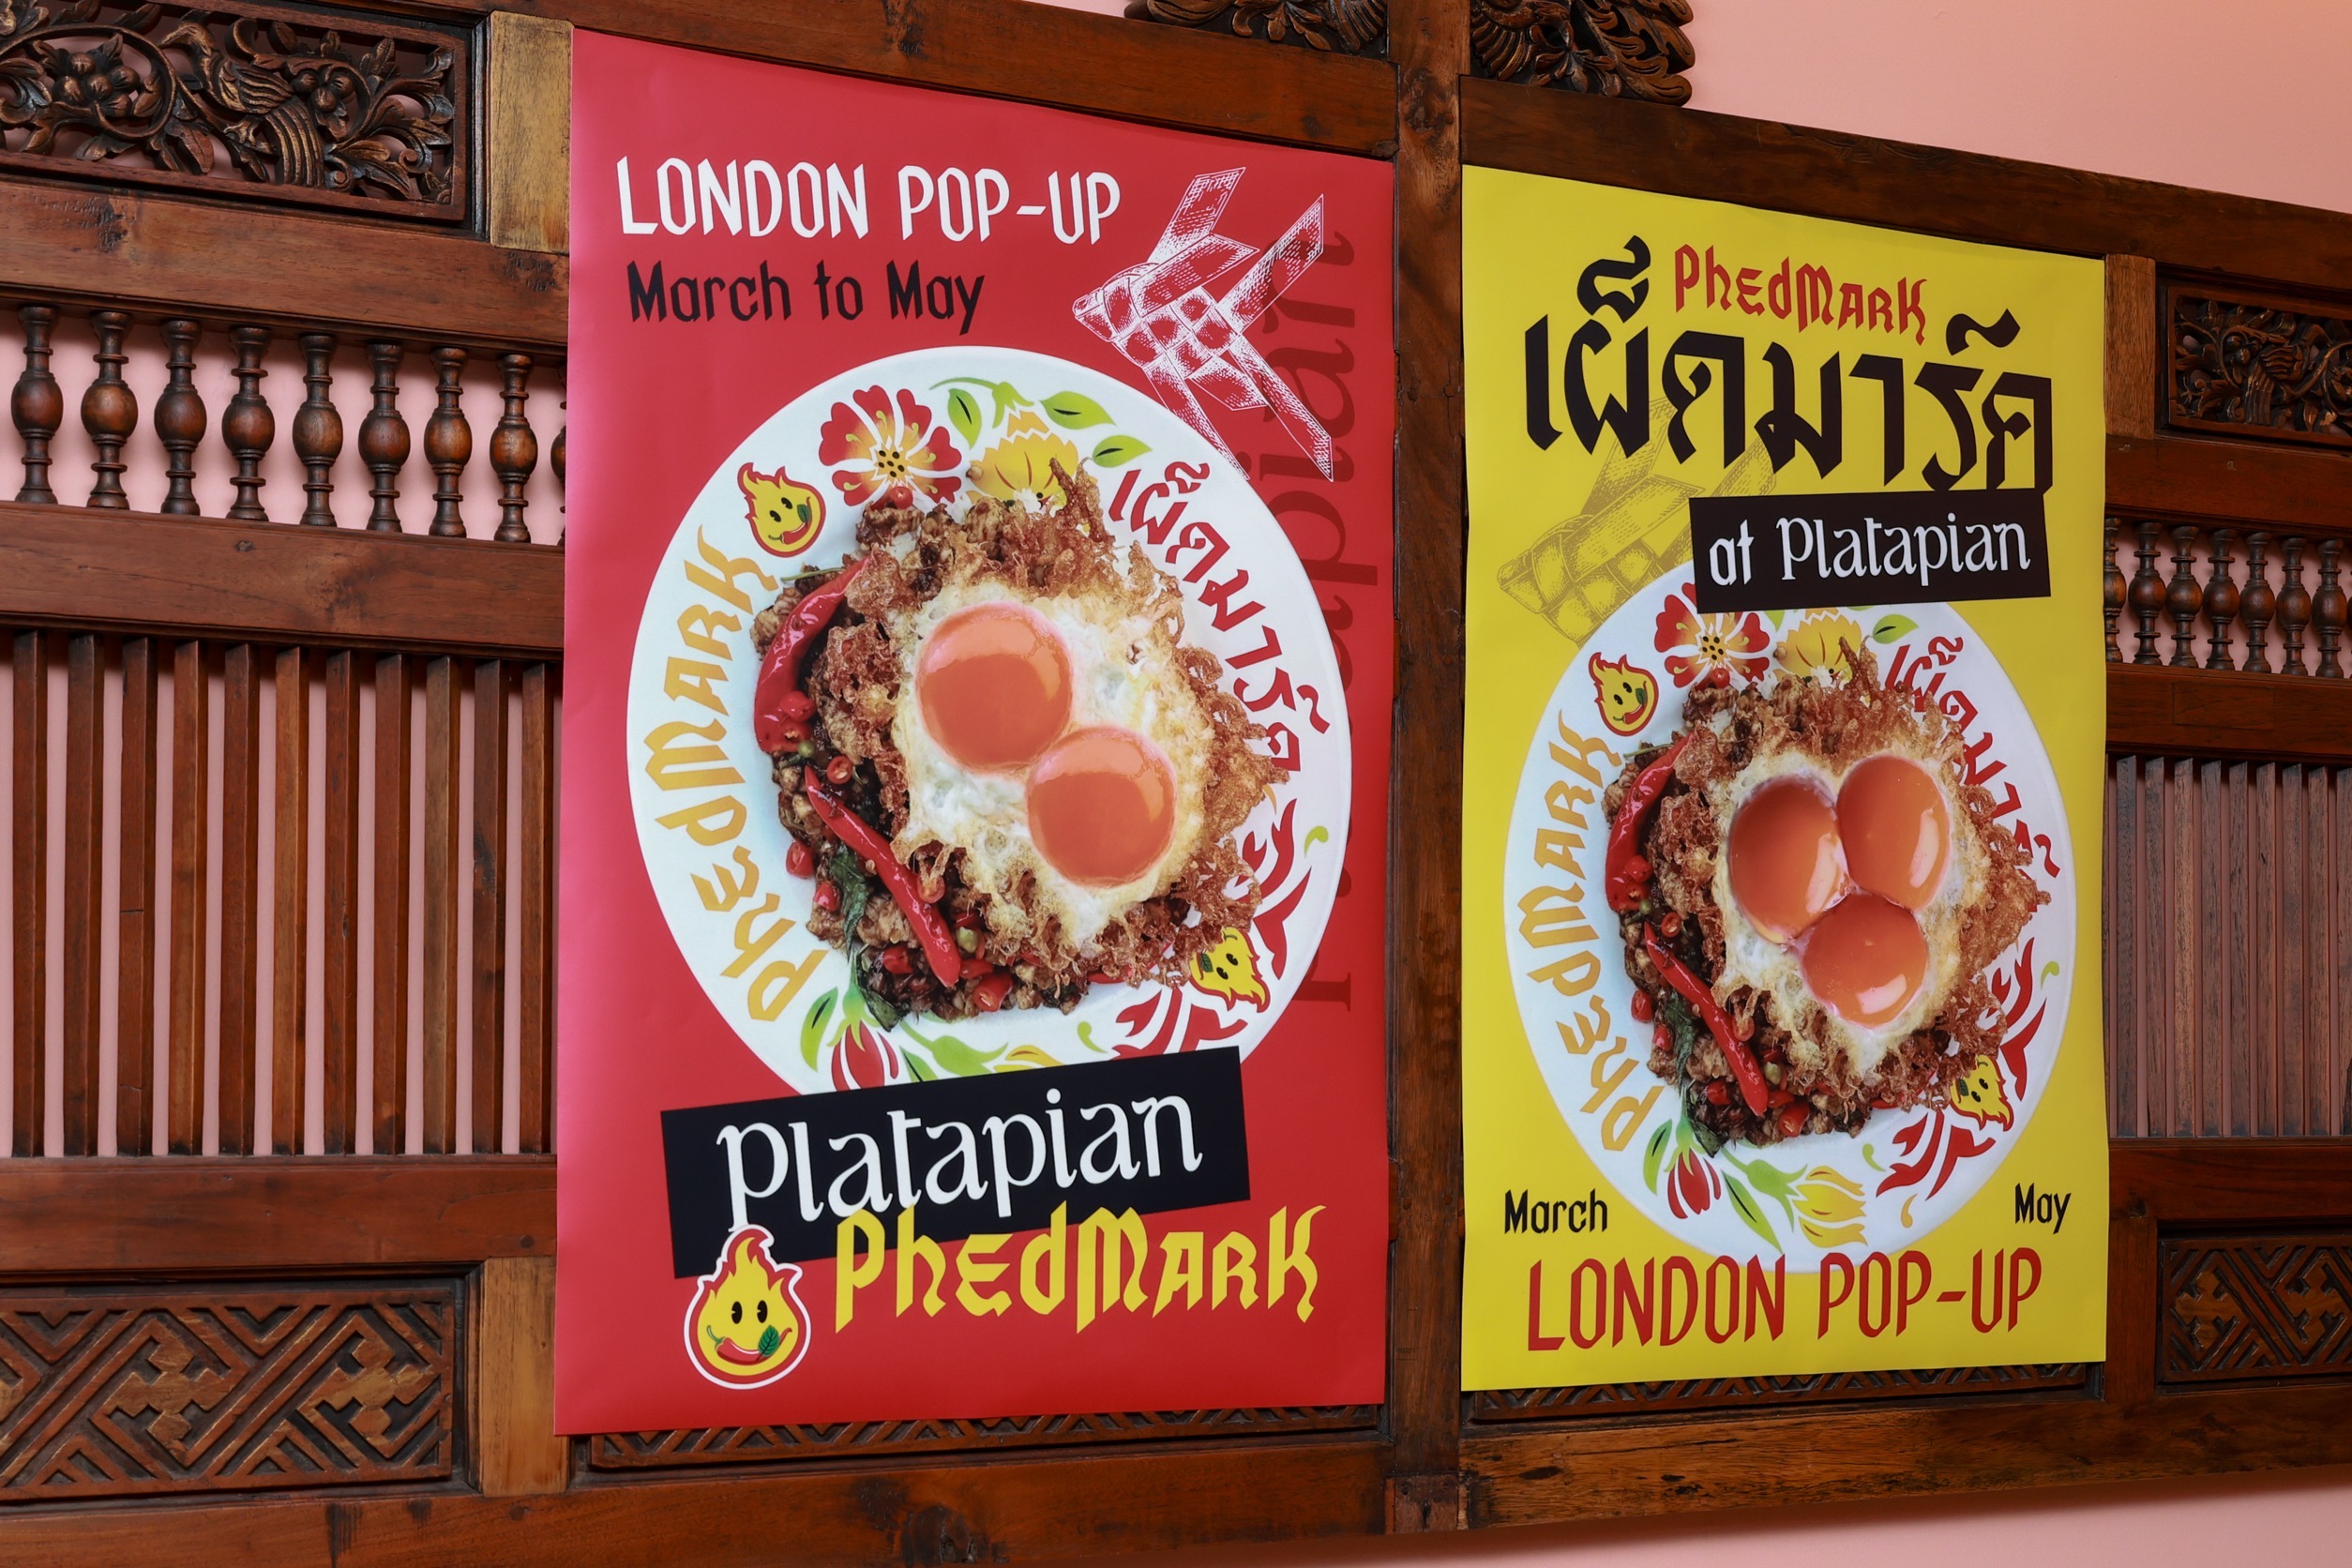 LONDON POP-UP
March to May
Platapian
PhedMark
เผ็ดมาร์ค
Platapian
PhedMark
PhedMark
เผ็ดมาร์ค
at Platapian
PhedMark
เผ็ดมาร์ค
March
May
LONDON POP-UP